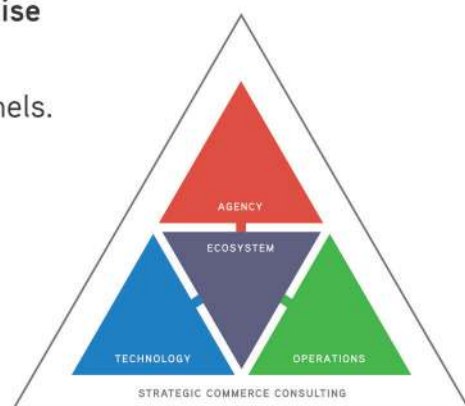 ise
nels.
AGENCY
ECOSYSTEM
TECHNOLOGY OPERATIONS
STRATEGIC COMMERCE CONSULTING